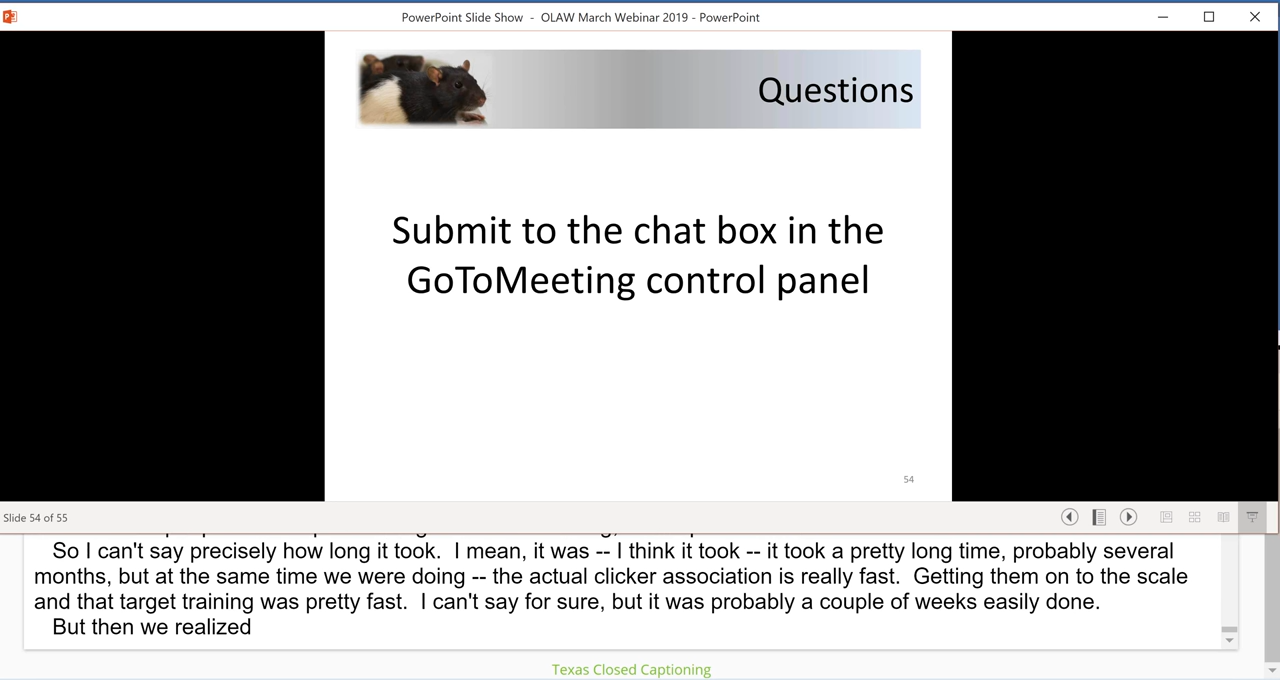 PowerPoint Slide Show - OLAW March Webinar 2019 - PowerPoint
Questions
Submit to the chat box in the
GoToMeeting control panel
54
Slide 54 of 55
So I can't say precisely how long it took.  I mean, it was -- I think it took -- it took a pretty long time, probably several
months, but at the same time we were doing -- the actual clicker association is really fast.  Getting them on to the scale
and that target training was pretty fast.  I can't say for sure, but it was probably a couple of weeks easily done.
But then we realized
Texas Closed Captioning